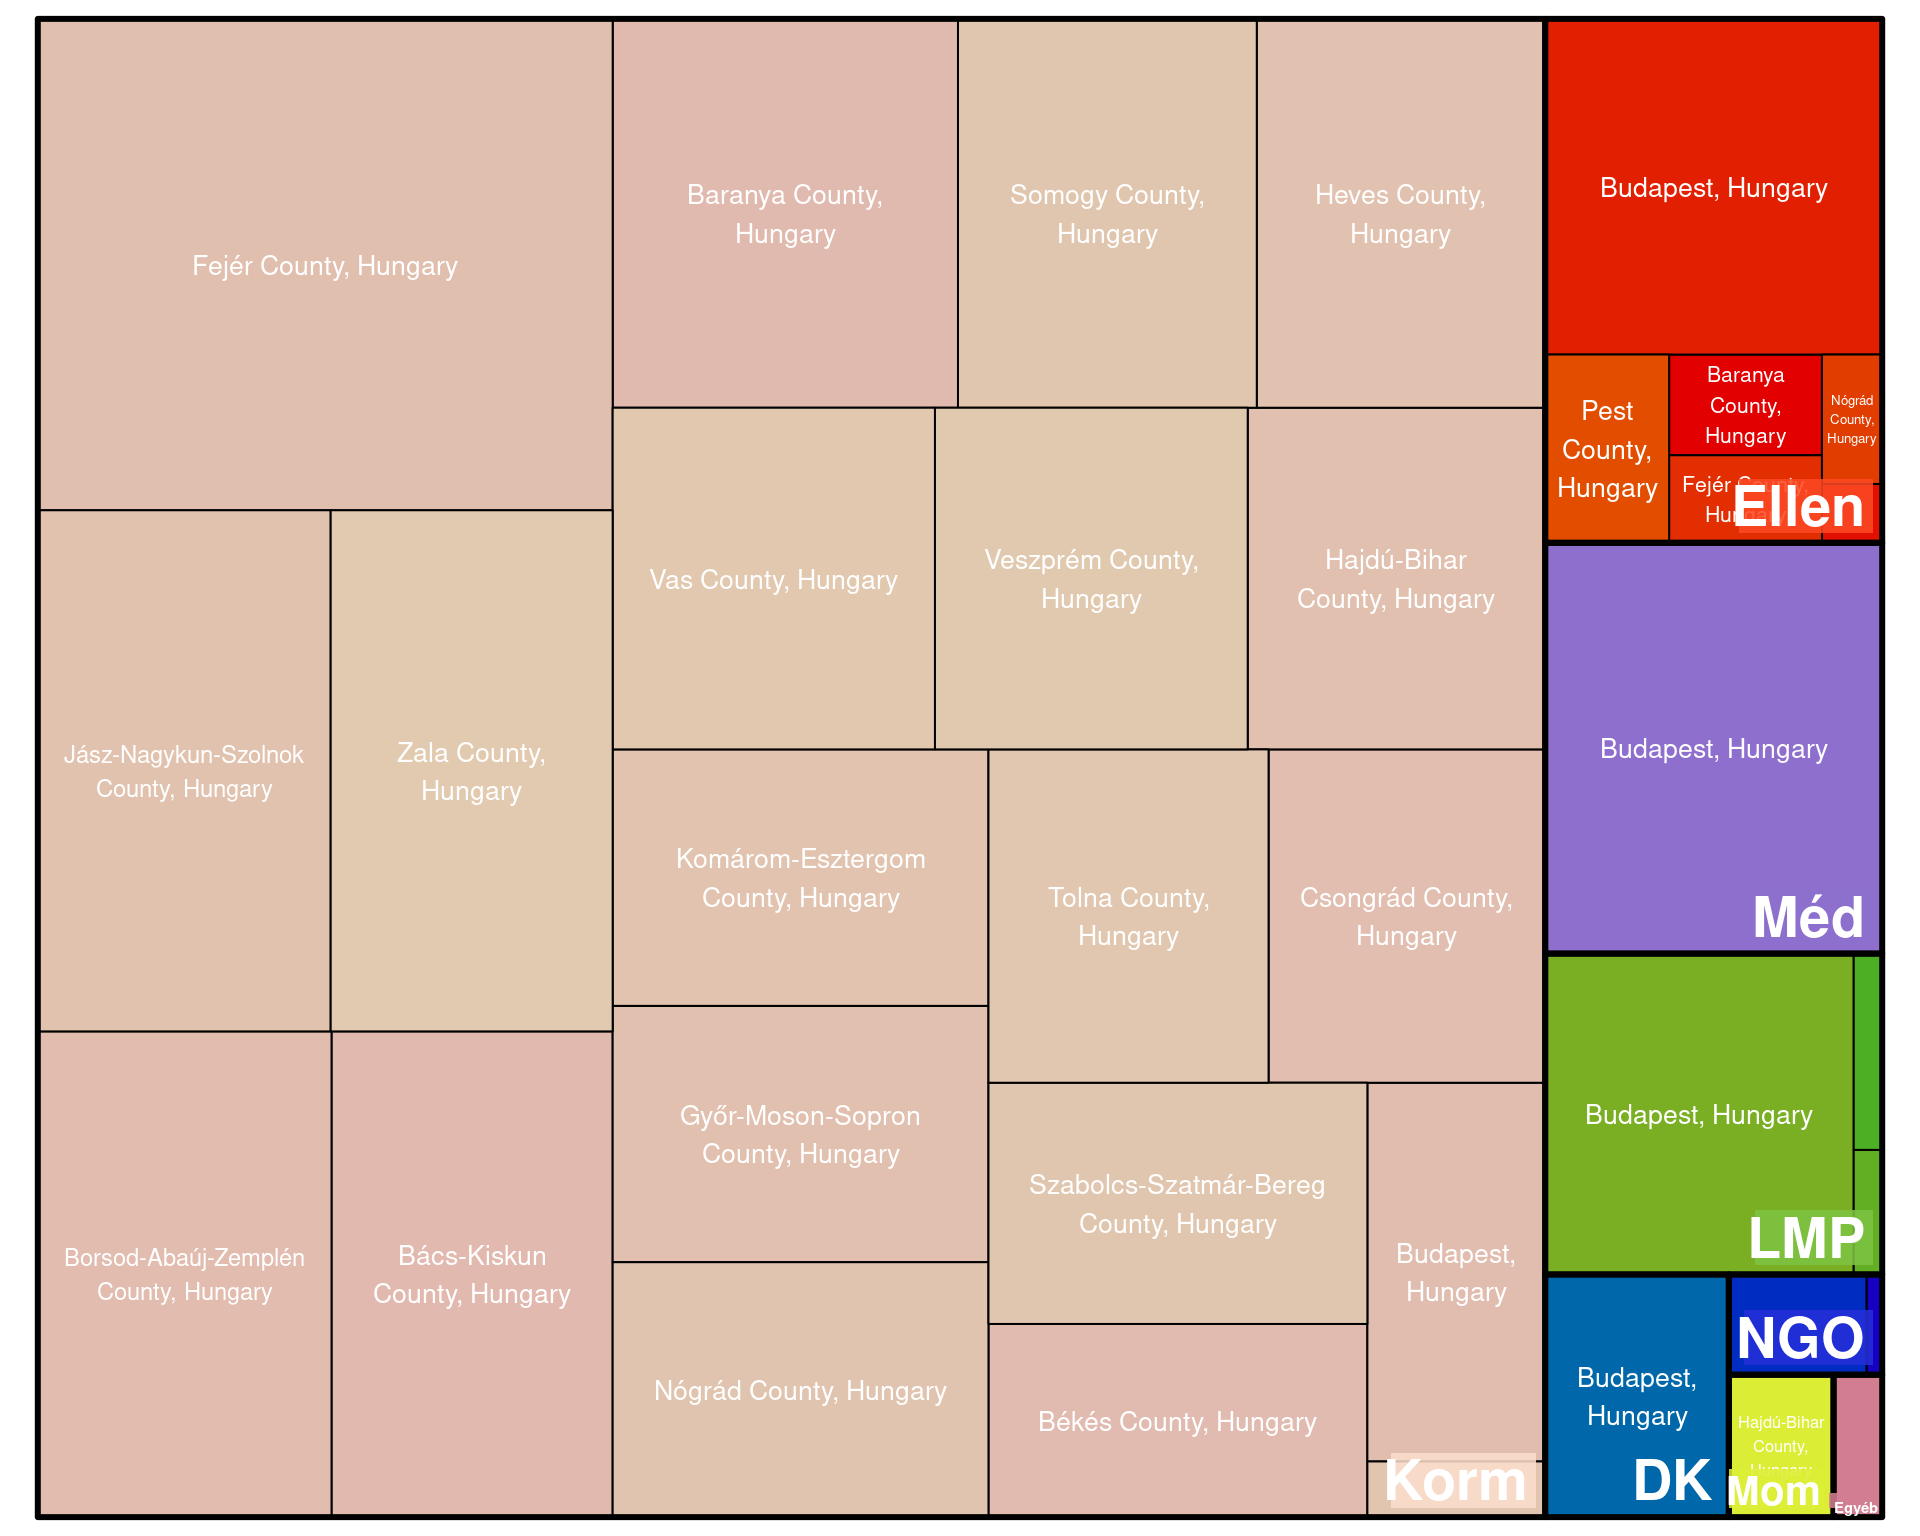 Fejér County, Hungary
Baranya County,
Hungary
Somogy County,
Hungary
Heves County,
Hungary
Vas County, Hungary
Veszprém County,
Hungary
Hajdú-Bihar
County, Hungary
Jász-Nagykun-Szolnok
County, Hungary
Zala County,
Hungary
Komárom-Esztergom
County, Hungary
Tolna County,
Hungary
Csongrád County,
Hungary
Borsod-Abaúj-Zemplén
County, Hungary
Bács-Kiskun
County, Hungary
Győr-Moson-Sopron
County, Hungary
Szabolcs-Szatmár-Bereg
County, Hungary
Budapest,
Hungary
Nógrád County, Hungary
Békés County, Hungary
Korm
Budapest, Hungary
Pest
County,
Hungary
Baranya
County,
Hungary
Nógrád
County,
Hungary
Fejér County,
Hungary
Ellen
Budapest, Hungary
Méd
Budapest, Hungary
LMP
Budapest,
Hungary
DK
NGO
Hajdú-Bihar
County,
Hungary
Mom
Egyéb